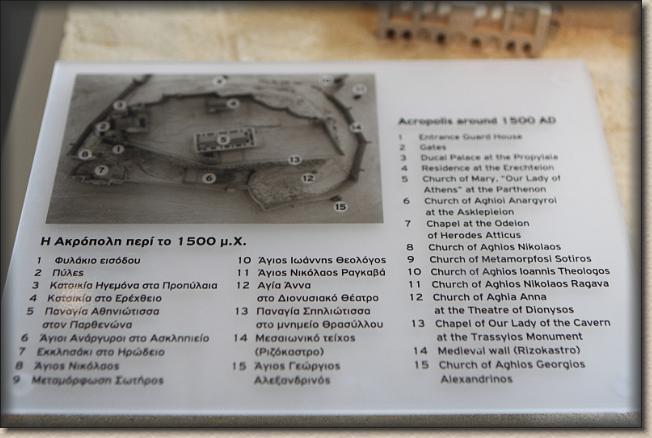 Η Ακρόπολη περί το 1500 μ.Χ.
1 Φυλάκιο εισόδου
2 Πύλες
3 Κατοικία Ηγεμόνα στα Προπύλαια
4 Κατοικία στο Ερέχθειο
5 Παναγία Αθηνιώτισσα
στον Παρθενώνα
6 Άγιοι Ανάργυροι στο Ασκληπιείο
7 Εκκλησάκι στο Ηρώδειο
8 Άγιος Νικόλαος
9 Μεταμόρφωση Σωτήρος
10 Άγιος Ιωάννης Θεολόγος
11 Άγιος Νικόλαος Ραγκαβά
12 Αγία Άννα
στο Διονυσιακό Θέατρο
13 Παναγία Σπηλιώτισσα
στο μνημείο Θρασύλλου
14 Μεσαιωνικό τείχος
(Ριζόκαστρο)
15 Άγιος Γεώργιος
Αλεξανδρινός
Acropolis around 1500 AD
1 Entrance Guard House
2 Gates
3 Ducal Palace at the Propylaia
4 Residence at the Erechteion
5 Church of Mary, "Our Lady of
Athens" at the Parthenon
6 Church of Aghioi Anargyroi
at the Asklepieion
7 Chapel at the Odeion
of Herodes Atticus
8 Church of Aghios Nikolaos
9 Church of Metamorfosi Sotiros
10 Church of Aghios Ioannis Theologos
11 Church of Aghios Nikolaos Ragava
12 Church of Aghia Anna
at the Theatre of Dionysos
13 Chapel of Our Lady of the Cavern
at the Trassylos Monument
14 Medieval wall (Rizokastro)
15 Church of Aghios Georgios
Alexandrinos